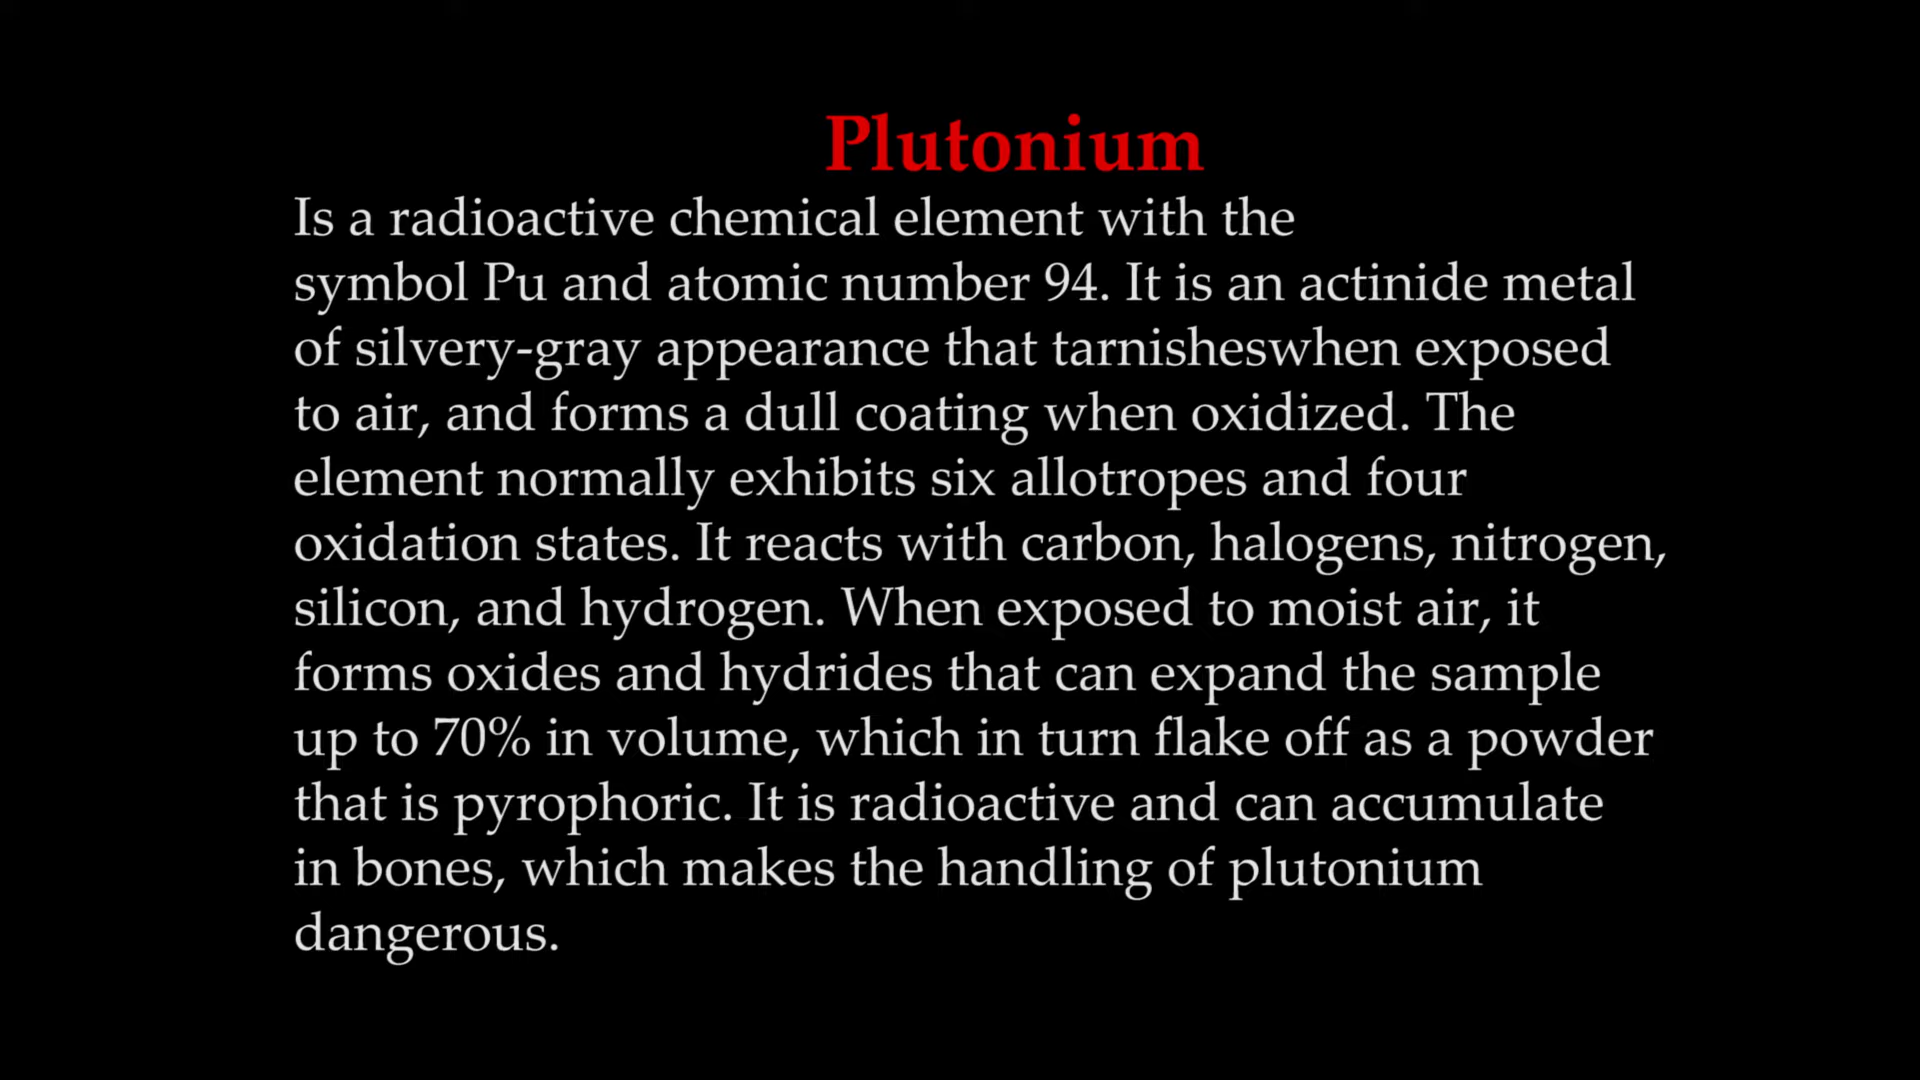 Plutonium
Is a radioactive chemical element with the
symbol Pu and atomic number 94. It is an actinide metal
of silvery-gray appearance that tarnisheswhen exposed
to air, and forms a dull coating when oxidized. The
element normally exhibits six allotropes and four
oxidation states. It reacts with carbon, halogens, nitrogen,
silicon, and hydrogen. When exposed to moist air, it
forms oxides and hydrides that can expand the sample
up to 70% in volume, which in turn flake off as a powder
that is pyrophoric. It is radioactive and can accumulate
in bones, which makes the handling of plutonium
dangerous.